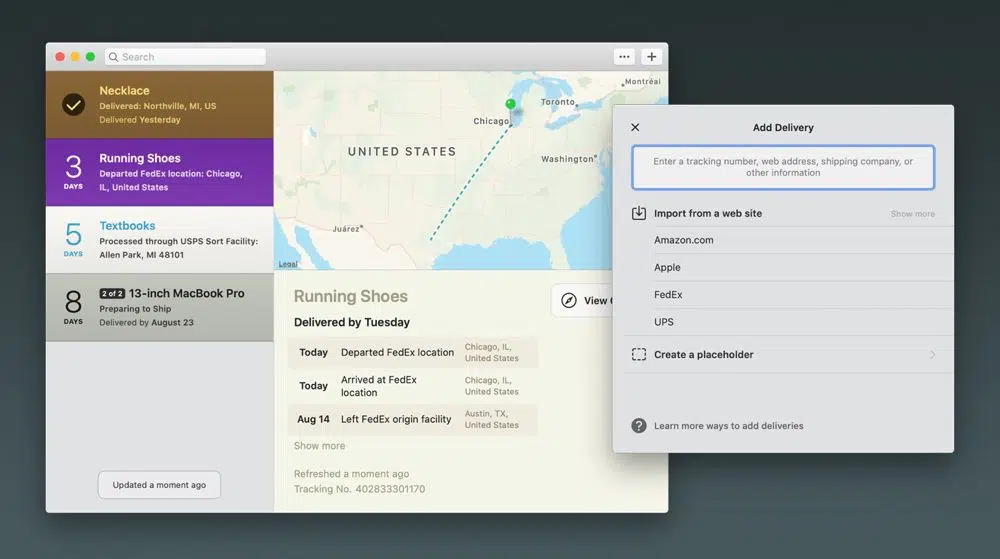 Search
Necklace
Delivered: Northville, MI, US
Delivered Yesterday
3
DAYS
Running Shoes
Departed FedEx location: Chicago,
IL, United States
5
DAYS
Textbooks
Processed through USPS Sort Facility:
Allen Park, MI 48101
8
DAYS
2 of 2 13-inch MacBook Pro
Preparing to Ship
Delivered by August 23
Updated a moment ago
Montréal
Toronto
Chicago
UNITED STATES
Washington
Juárez
Legal
Running Shoes
View
Delivered by Tuesday
Today Departed FedEx location Chicago, IL,
United States
Today Arrived at FedEx
location Chicago, IL,
United States
Aug 14 Left FedEx origin facility Austin, TX,
United States
Show more
Refreshed a moment ago
Tracking No. 402833301170
Add Delivery
Enter a tracking number, web address, shipping company, or
other information
Import from a web site Show more
Amazon.com
Apple
FedEx
UPS
Create a placeholder
? Learn more ways to add deliveries